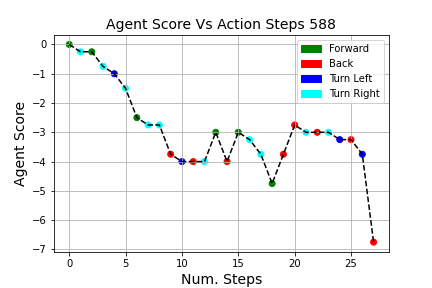 Agent Score Vs Action Steps 588
Forward
Back
Turn Left
Turn Right
Agent Score
0
−1
−2
−3
−4
−5
−6
−7
0 5 10 15 20 25
Num. Steps